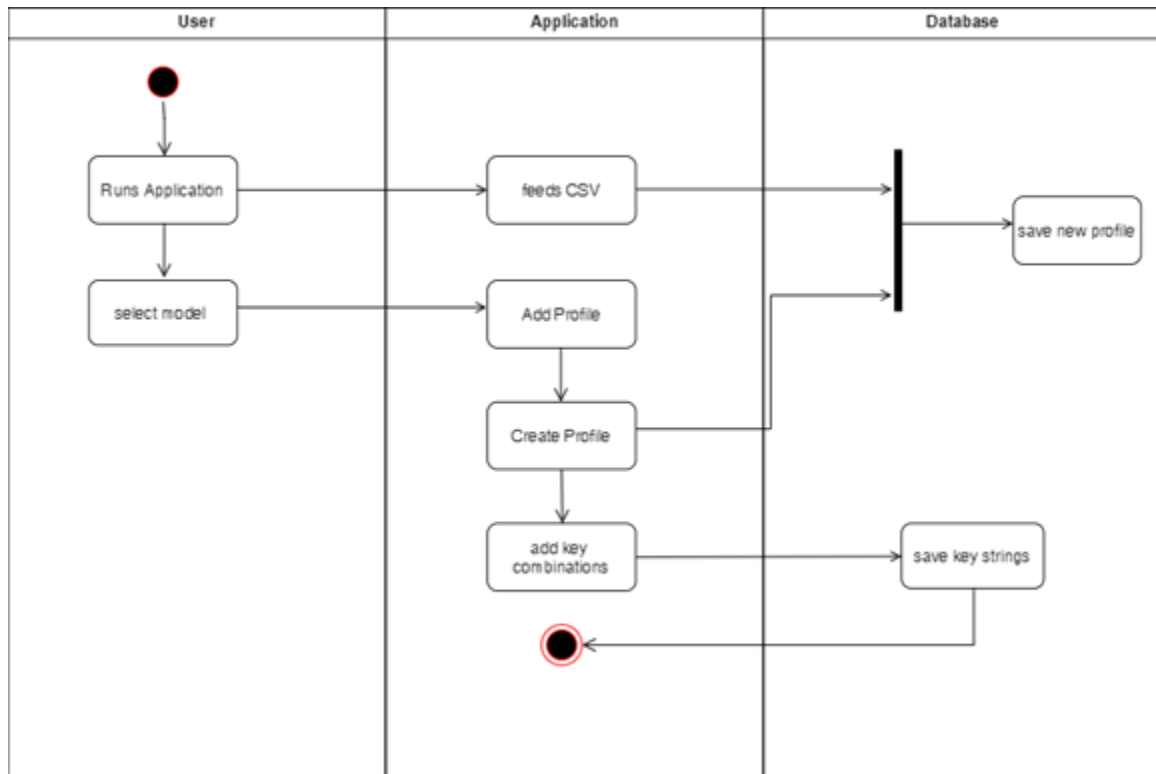 User
Application
Database
Runs Application
feeds CSV
save new profile
select model
Add Profile
Create Profile
add key
combinations
save key strings